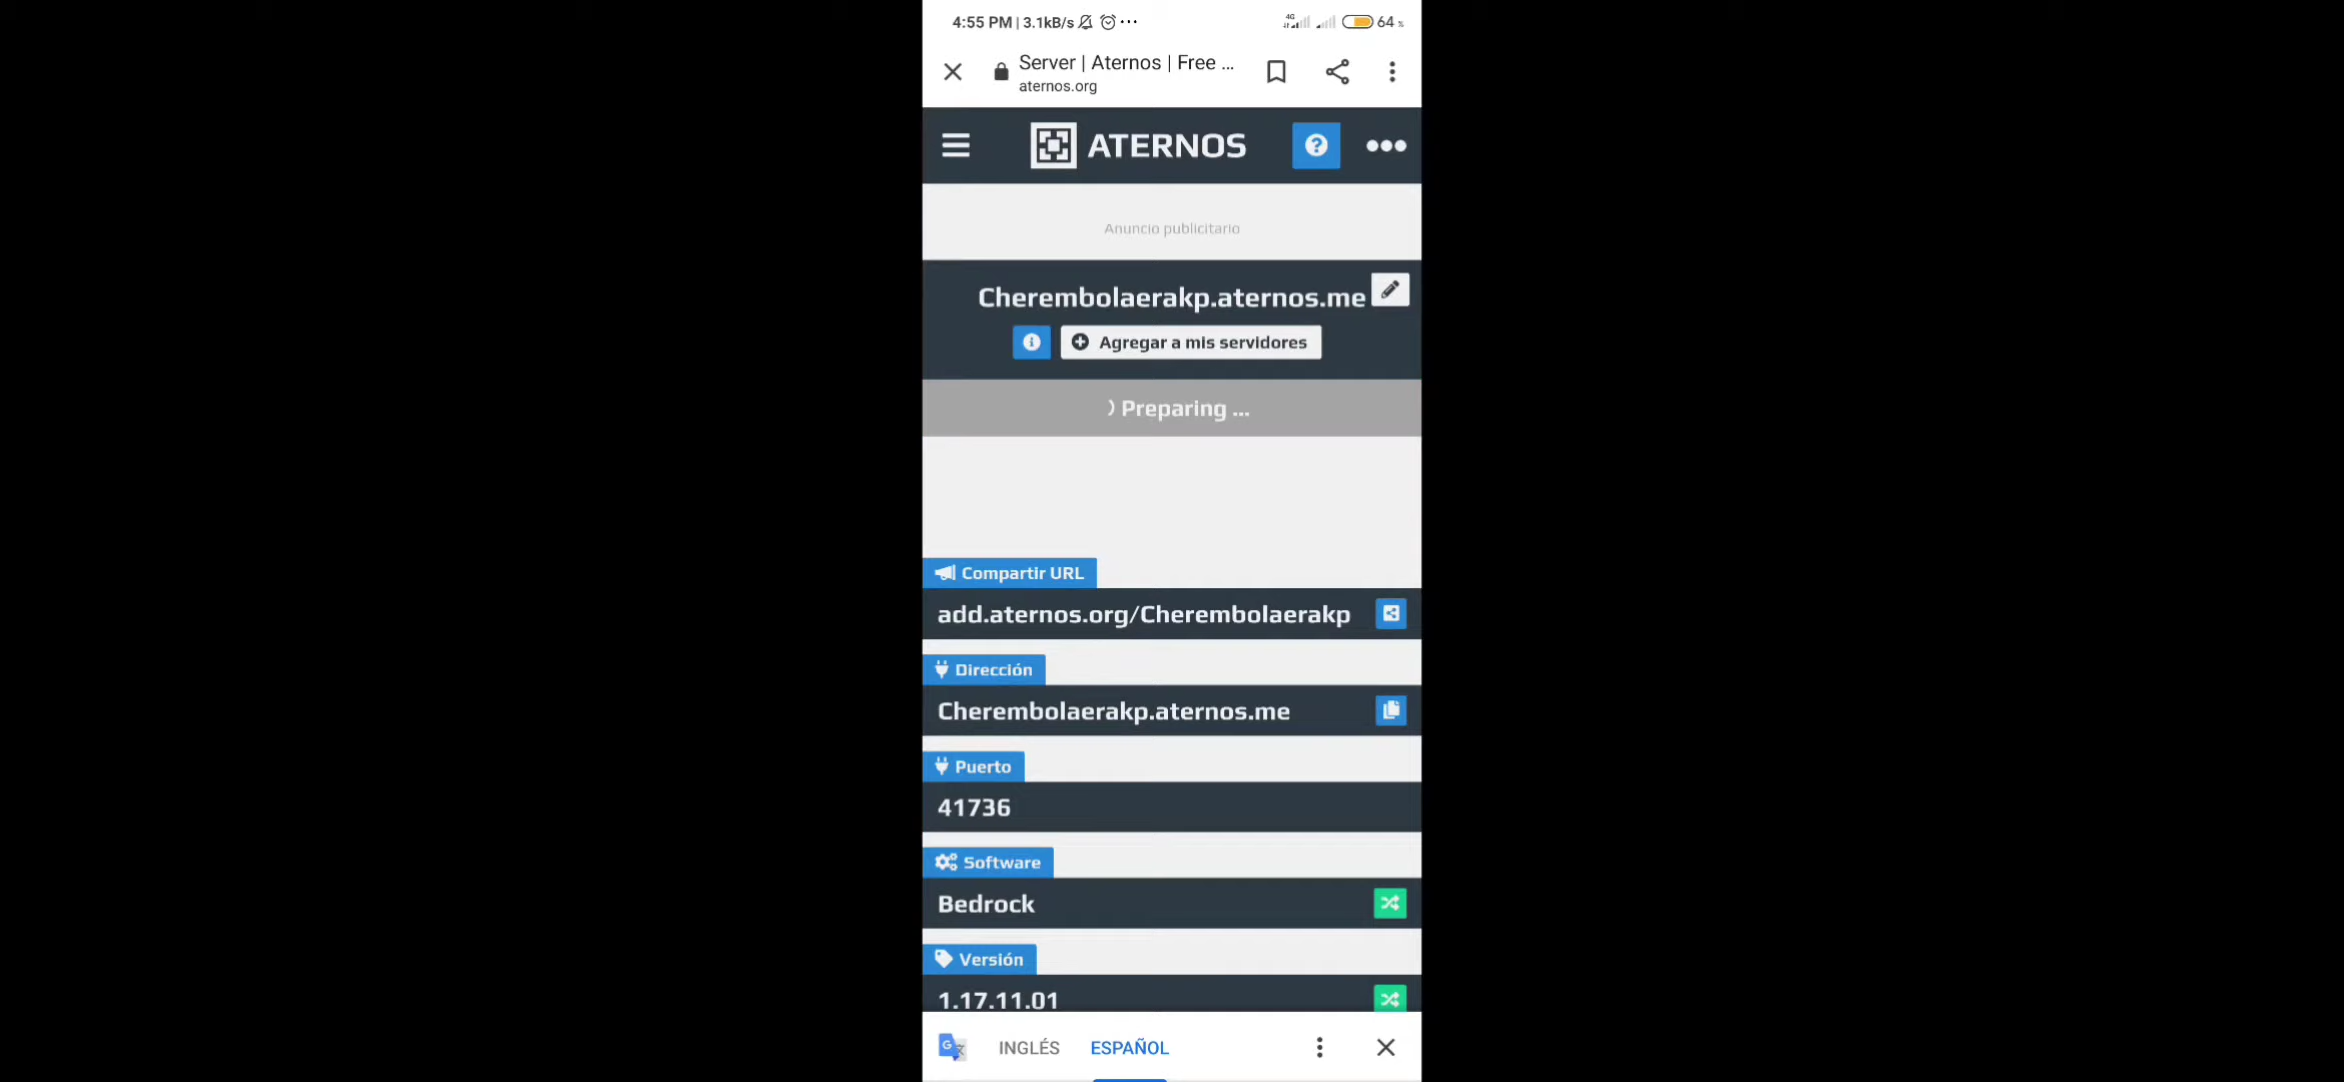 4:55 PM | 3.1kB/s ...
4G 64 %
Server | Aternos | Free ...
aternos.org
ATERNOS
Anuncio publicitario
Cherembolaerakp.aternos.me
Agregar a mis servidores
Preparing ...
Compartir URL
add.aternos.org/Cherembolaerakp
Dirección
Cherembolaerakp.aternos.me
Puerto
41736
Software
Bedrock
Versión
1.17.11.01
INGLÉS ESPAÑOL